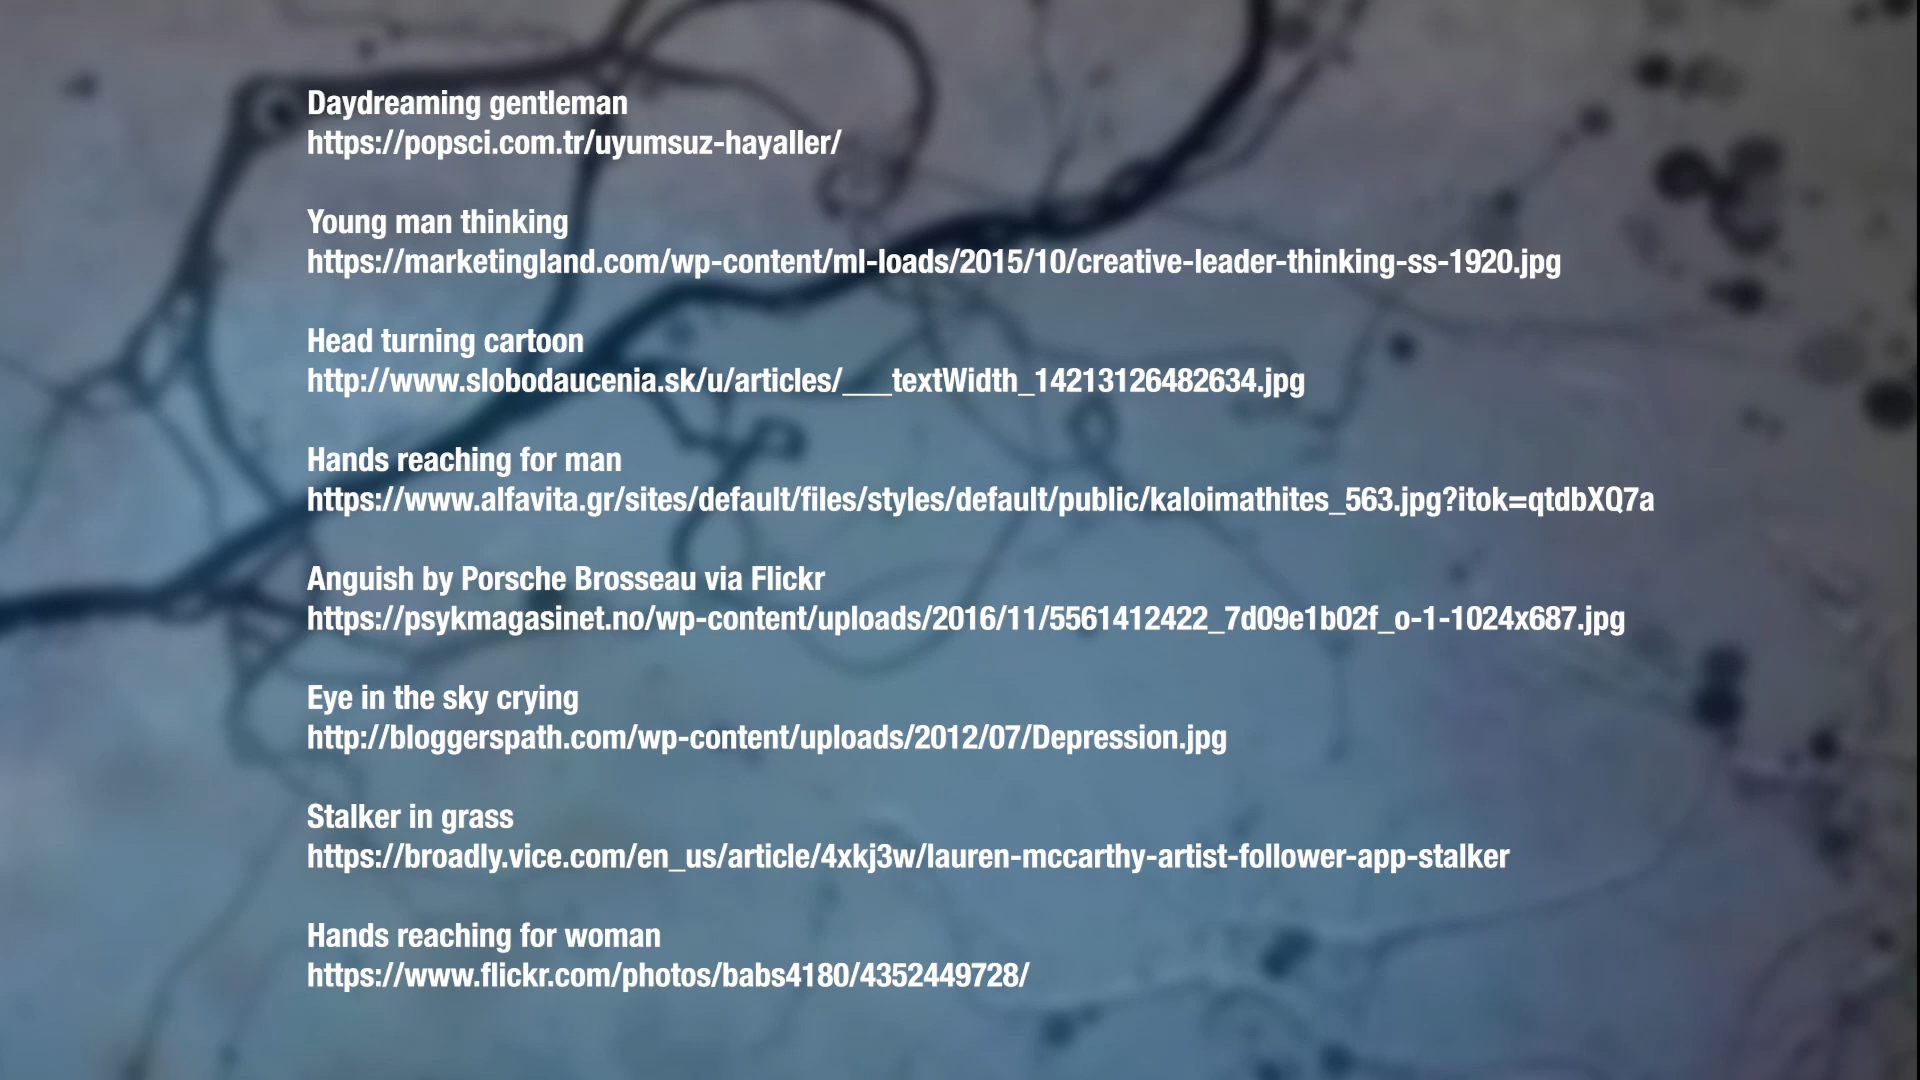 Daydreaming gentleman
https://popsci.com.tr/uyumsuz-hayaller/
Young man thinking
https://marketingland.com/wp-content/ml-loads/2015/10/creative-leader-thinking-ss-1920.jpg
Head turning cartoon
http://www.slobodaucenia.sk/u/articles/___textWidth_14213126482634.jpg
Hands reaching for man
https://www.alfavita.gr/sites/default/files/styles/default/public/kaloimathites_563.jpg?itok=qtdbXQ7a
Anguish by Porsche Brosseau via Flickr
https://psykmagasinet.no/wp-content/uploads/2016/11/5561412422_7d09e1b02f_o-1-1024x687.jpg
Eye in the sky crying
http://bloggerspath.com/wp-content/uploads/2012/07/Depression.jpg
Stalker in grass
https://broadly.vice.com/en_us/article/4xkj3w/lauren-mccarthy-artist-follower-app-stalker
Hands reaching for woman
https://www.flickr.com/photos/babs4180/4352449728/